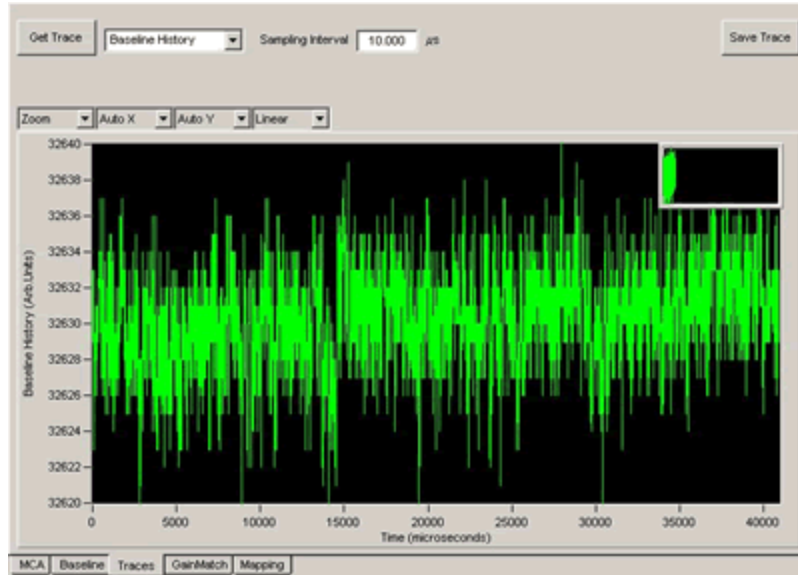 Get Trace Baseline History Sampling Interval 10.000 µs Save Trace
Zoom Auto X Auto Y Linear
32640
32638
32636
32634
32632
32630
32628
32626
32624
32622
32620
Baseline History (Arb.Units)
0 5000 10000 15000 20000 25000 30000 35000 40000
Time (microseconds)
MCA Baseline Traces GainMatch Mapping